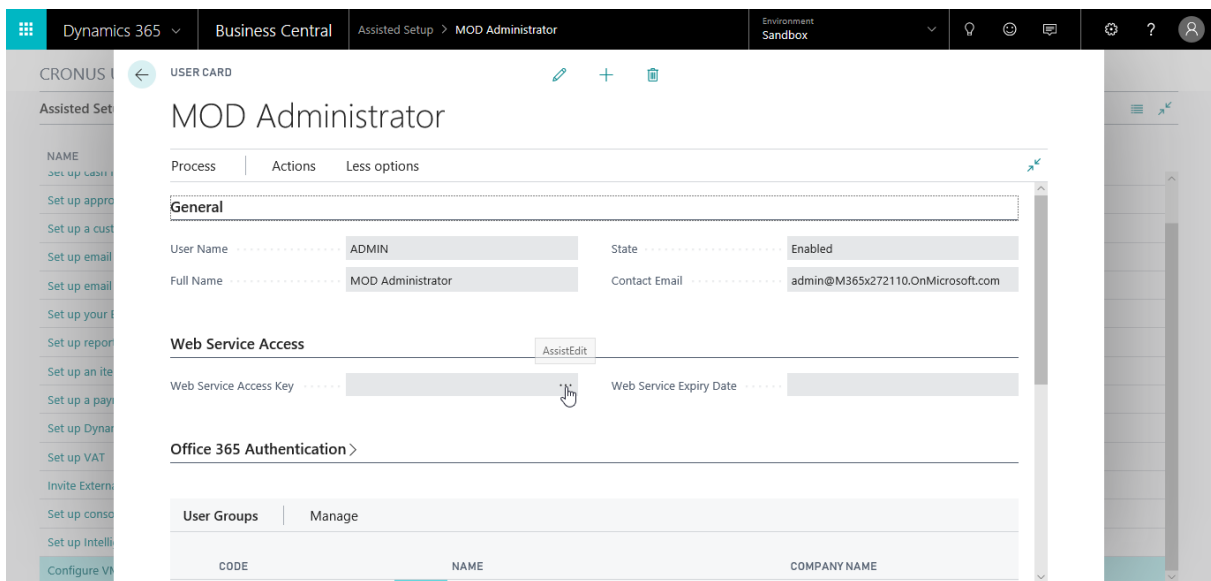 Dynamics 365
Business Central
Assisted Setup > MOD Administrator
Environment
Sandbox
?
CRONUS U
Assisted Set
NAME
Set up cash
Set up appro
Set up a cust
Set up email
Set up email
Set up your
Set up repor
Set up an ite
Set up a pay
Set up Dynar
Set up VAT
Invite Extern
Set up conso
Set up Intelli
Configure VM
USER CARD
MOD Administrator
Process
Actions
Less options
General
User Name
ADMIN
State
Enabled
Full Name
MOD Administrator
Contact Email
admin@M365x272110.OnMicrosoft.com
Web Service Access
AssistEdit
Web Service Access Key
...
Web Service Expiry Date
Office 365 Authentication >
User Groups
Manage
CODE
NAME
COMPANY NAME